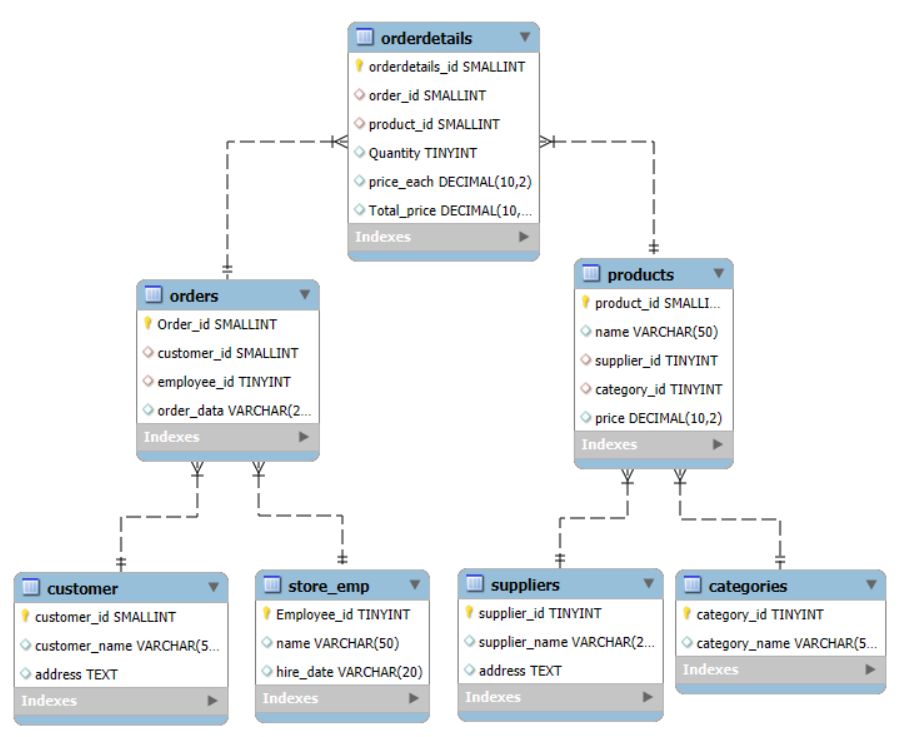 orderdetails
orderdetails_id SMALLINT
order_id SMALLINT
product_id SMALLINT
Quantity TINYINT
price_each DECIMAL(10,2)
Total_price DECIMAL(10,...
Indexes
orders
Order_id SMALLINT
customer_id SMALLINT
employee_id TINYINT
order_data VARCHAR(2...
Indexes
products
product_id SMALLI...
name VARCHAR(50)
supplier_id TINYINT
category_id TINYINT
price DECIMAL(10,2)
Indexes
customer
customer_id SMALLINT
customer_name VARCHAR(5...
address TEXT
Indexes
store_emp
Employee_id TINYINT
name VARCHAR(50)
hire_date VARCHAR(20)
Indexes
suppliers
supplier_id TINYINT
supplier_name VARCHAR(2...
address TEXT
Indexes
categories
category_id TINYINT
category_name VARCHAR(5...
Indexes